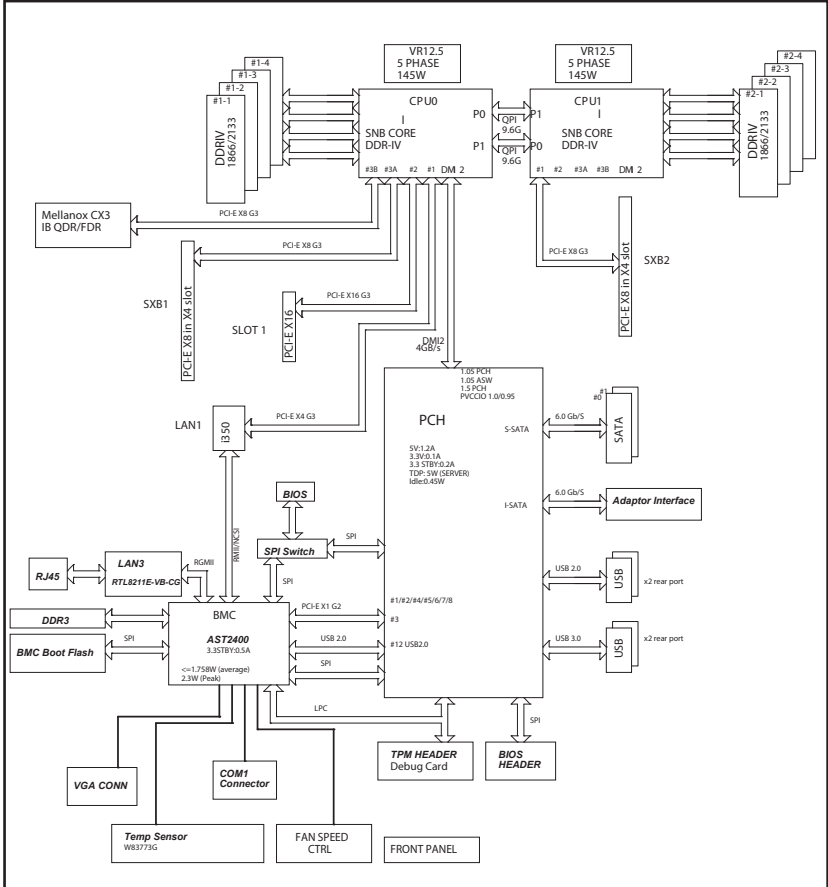 VR12.5
5 PHASE
145W
VR12.5
5 PHASE
145W
#1-4
#1-3
#1-2
#1-1
DDRIV
1866/2133
#2-4
#2-3
#2-2
#2-1
DDRIV
1866/2133
CPU0
I
SNB CORE
DDR-IV
P0
P1
#3B #3A #2 #1 DMI 2
QPI
9.6G
QPI
9.6G
CPU1
I
SNB CORE
DDR-IV
P1
P0
#1 #2 #3A #3B DMI 2
Mellanox CX3
IB QDR/FDR
PCI-E X8 G3
PCI-E X8 G3
SXB1
PCI-E X8 in X4 slot
PCI-E X8 G3
SXB2
PCI-E X8 in X4 slot
SLOT 1
PCI-E X16
PCI-E X16 G3
DMI2
4GB/s
LAN1
i350
PCI-E X4 G3
1.05 PCH
1.05 ASW
1.5 PCH
PVCCIO 1.0/0.95
PCH
5V:1.2A
3.3V:0.1A
3.3 STBY:0.2A
TDP: 5W (SERVER)
Idle:0.45W
S-SATA
6.0 Gb/S
#1
#0
SATA
I-SATA
6.0 Gb/S
Adaptor Interface
USB 2.0
USB
x2 rear port
USB 3.0
USB
x2 rear port
BIOS
SPI Switch
SPI
SPI
RMII/NCSI
RJ45
LAN3
RTL8211E-VB-CG
RGMII
DDR3
BMC Boot Flash
SPI
BMC
AST2400
3.3STBY:0.5A
<=1.758W (average)
2.3W (Peak)
PCI-E X1 G2
USB 2.0
SPI
#1/#2/#4/#5/#6/7/8
#3
#12 USB2.0
LPC
SPI
TPM HEADER
Debug Card
BIOS
HEADER
VGA CONN
COM1
Connector
Temp Sensor
W83773G
FAN SPEED
CTRL
FRONT PANEL